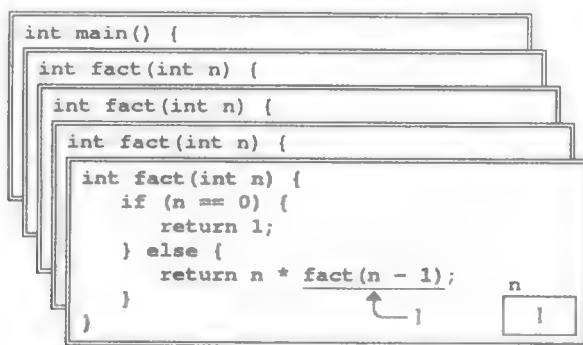 int main() {
int fact(int n) {
int fact(int n) {
int fact(int n) {
int fact(int n) {
if (n == 0) {
return 1;
} else {
return n * fact(n - 1);
}
}
1
n
1